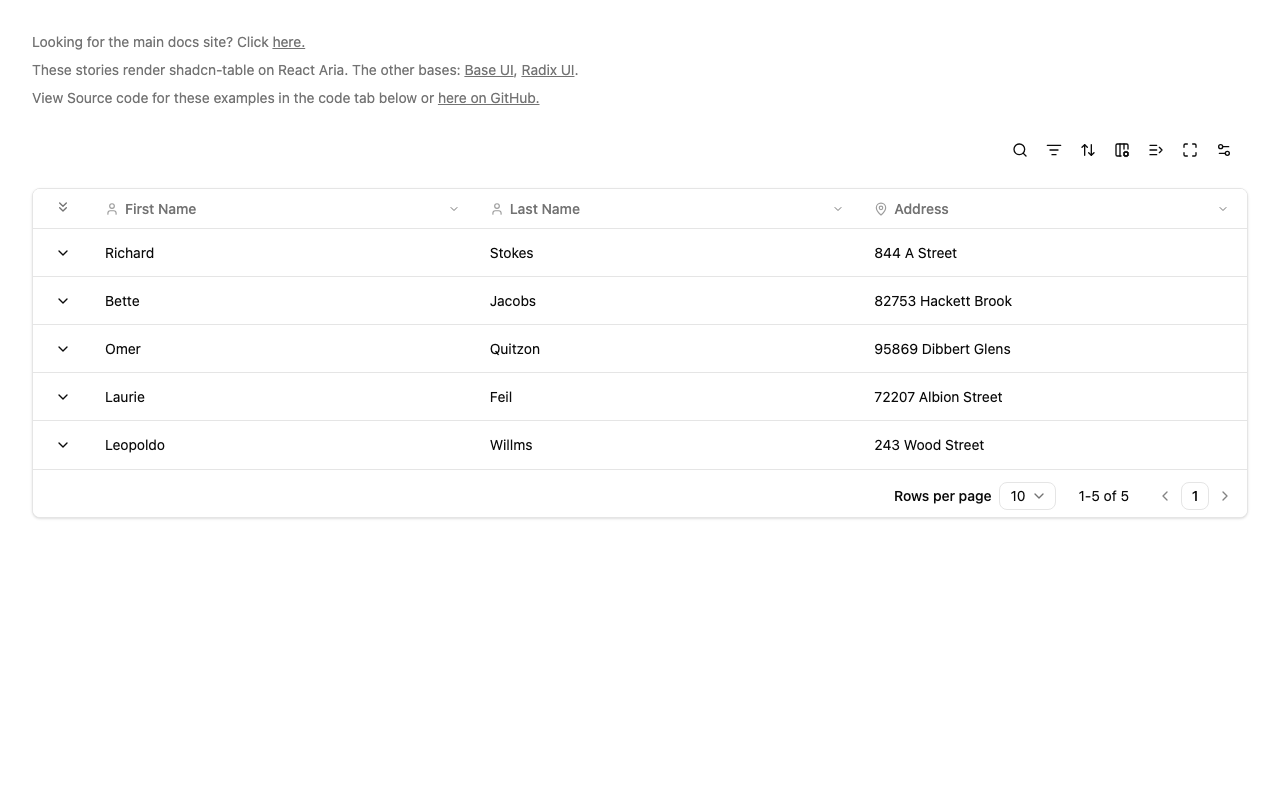 Looking for the main docs site? Click here.
These stories render shadcn-table on React Aria. The other bases: Base UI, Radix UI.
View Source code for these examples in the code tab below or here on GitHub.
First Name Last Name Address
Richard Stokes 844 A Street
Bette Jacobs 82753 Hackett Brook
Omer Quitzon 95869 Dibbert Glens
Laurie Feil 72207 Albion Street
Leopoldo Willms 243 Wood Street
Rows per page 10 1-5 of 5 1